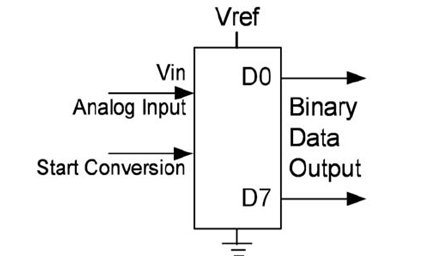 Vref
Vin
Analog Input
Start Conversion
D0
Binary
Data
Output
D7